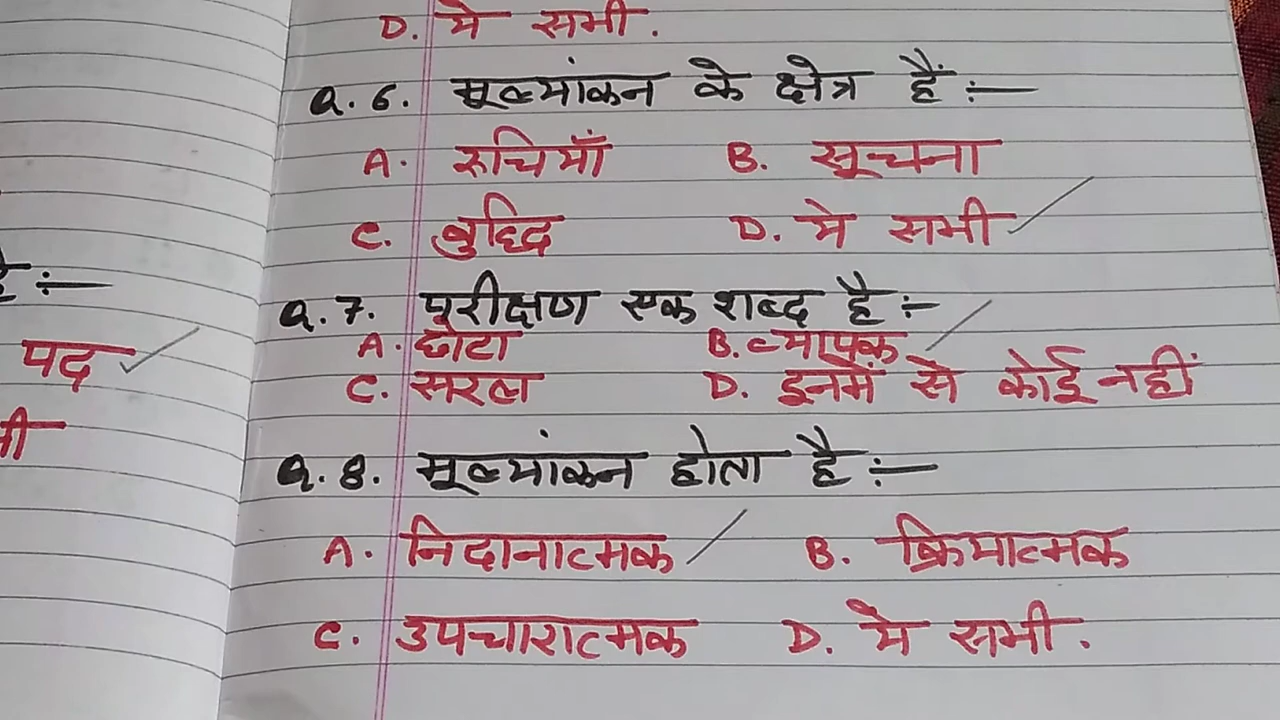 D. ये सभी.
Q.6. मूल्यांकन के क्षेत्र हैं :—
A. रूचियाँ B. सूचना
C. बुद्धि D. ये सभी
है :—
Q.7. परीक्षण एक शब्द है :-
पद
A. छोटा B. व्यापक
C. सरल D. इनमें से कोई नहीं
Q.8. मूल्यांकन होता है :—
A. निदानात्मक B. क्रियात्मक
C. उपचारात्मक D. ये सभी.